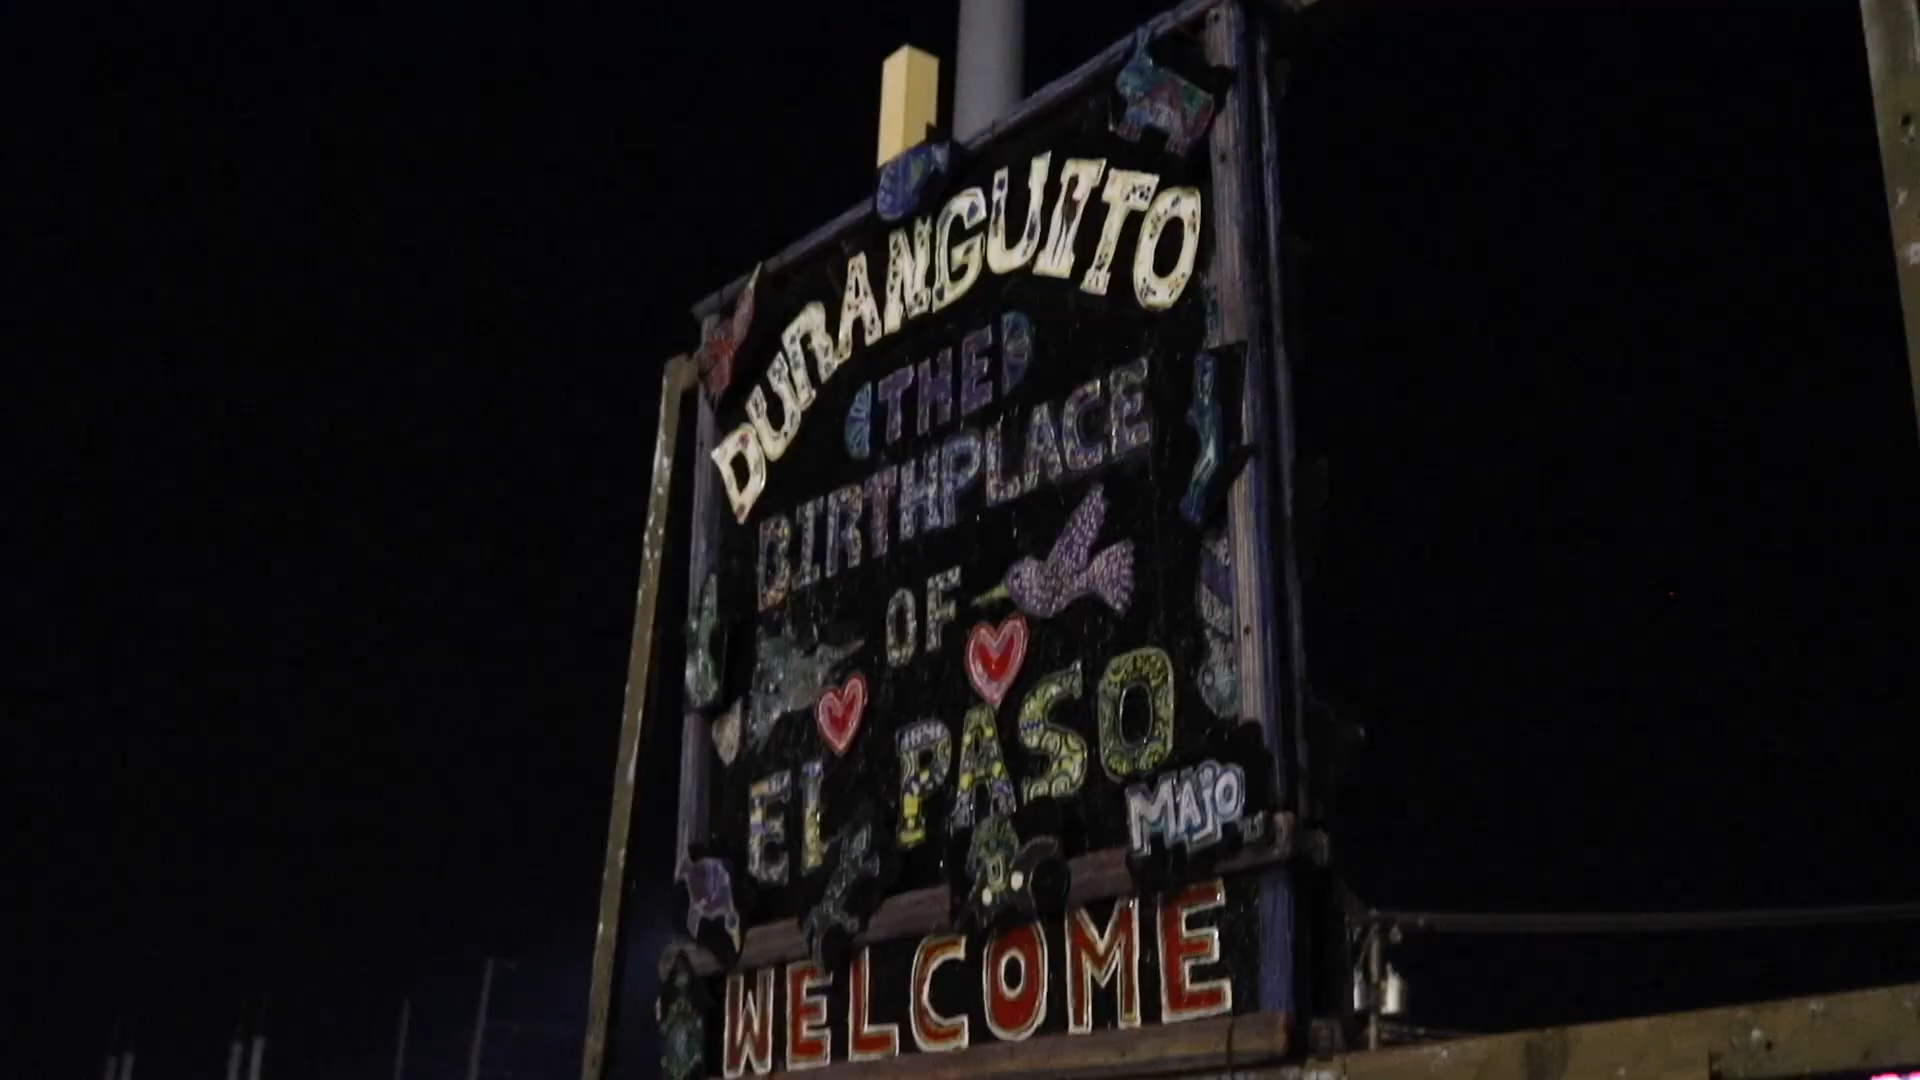 DURANGUITO
THE
BIRTHPLACE
OF
EL PASO
MAJO
WELCOME